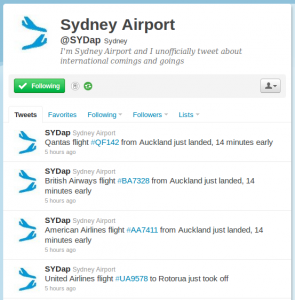 Sydney Airport
@SYDap Sydney
I'm Sydney Airport and I unofficially tweet about
international comings and goings
Following
Tweets Favorites Following Followers Lists
SYDap Sydney Airport
Qantas flight #QF142 from Auckland just landed, 14
minutes early
5 hours ago
SYDap Sydney Airport
British Airways flight #BA7328 from Auckland just landed, 14
minutes early
5 hours ago
SYDap Sydney Airport
American Airlines flight #AA7411 from Auckland just landed, 14
minutes early
5 hours ago
SYDap Sydney Airport
United Airlines flight #UA9578 to Rotorua just took off
5 hours ago